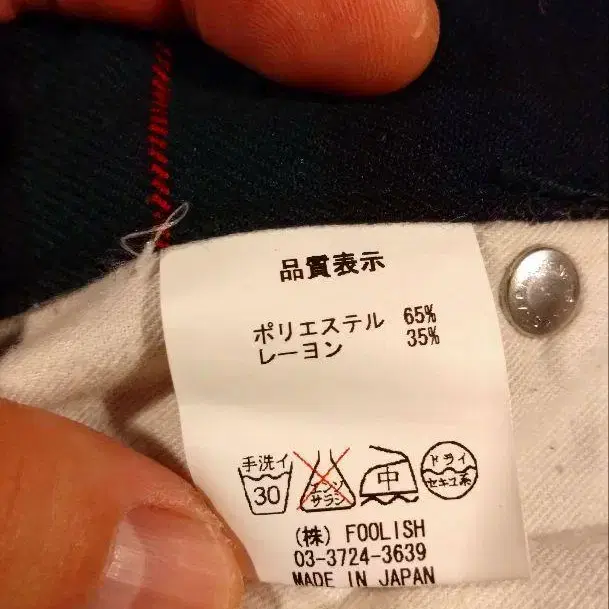 品質表示
ポリエステル 65%
レーヨン 35%
手洗イ
30
エンソ
サラシ
中
ドライ
セキユ系
(株) FOOLISH
03-3724-3639
MADE IN JAPAN